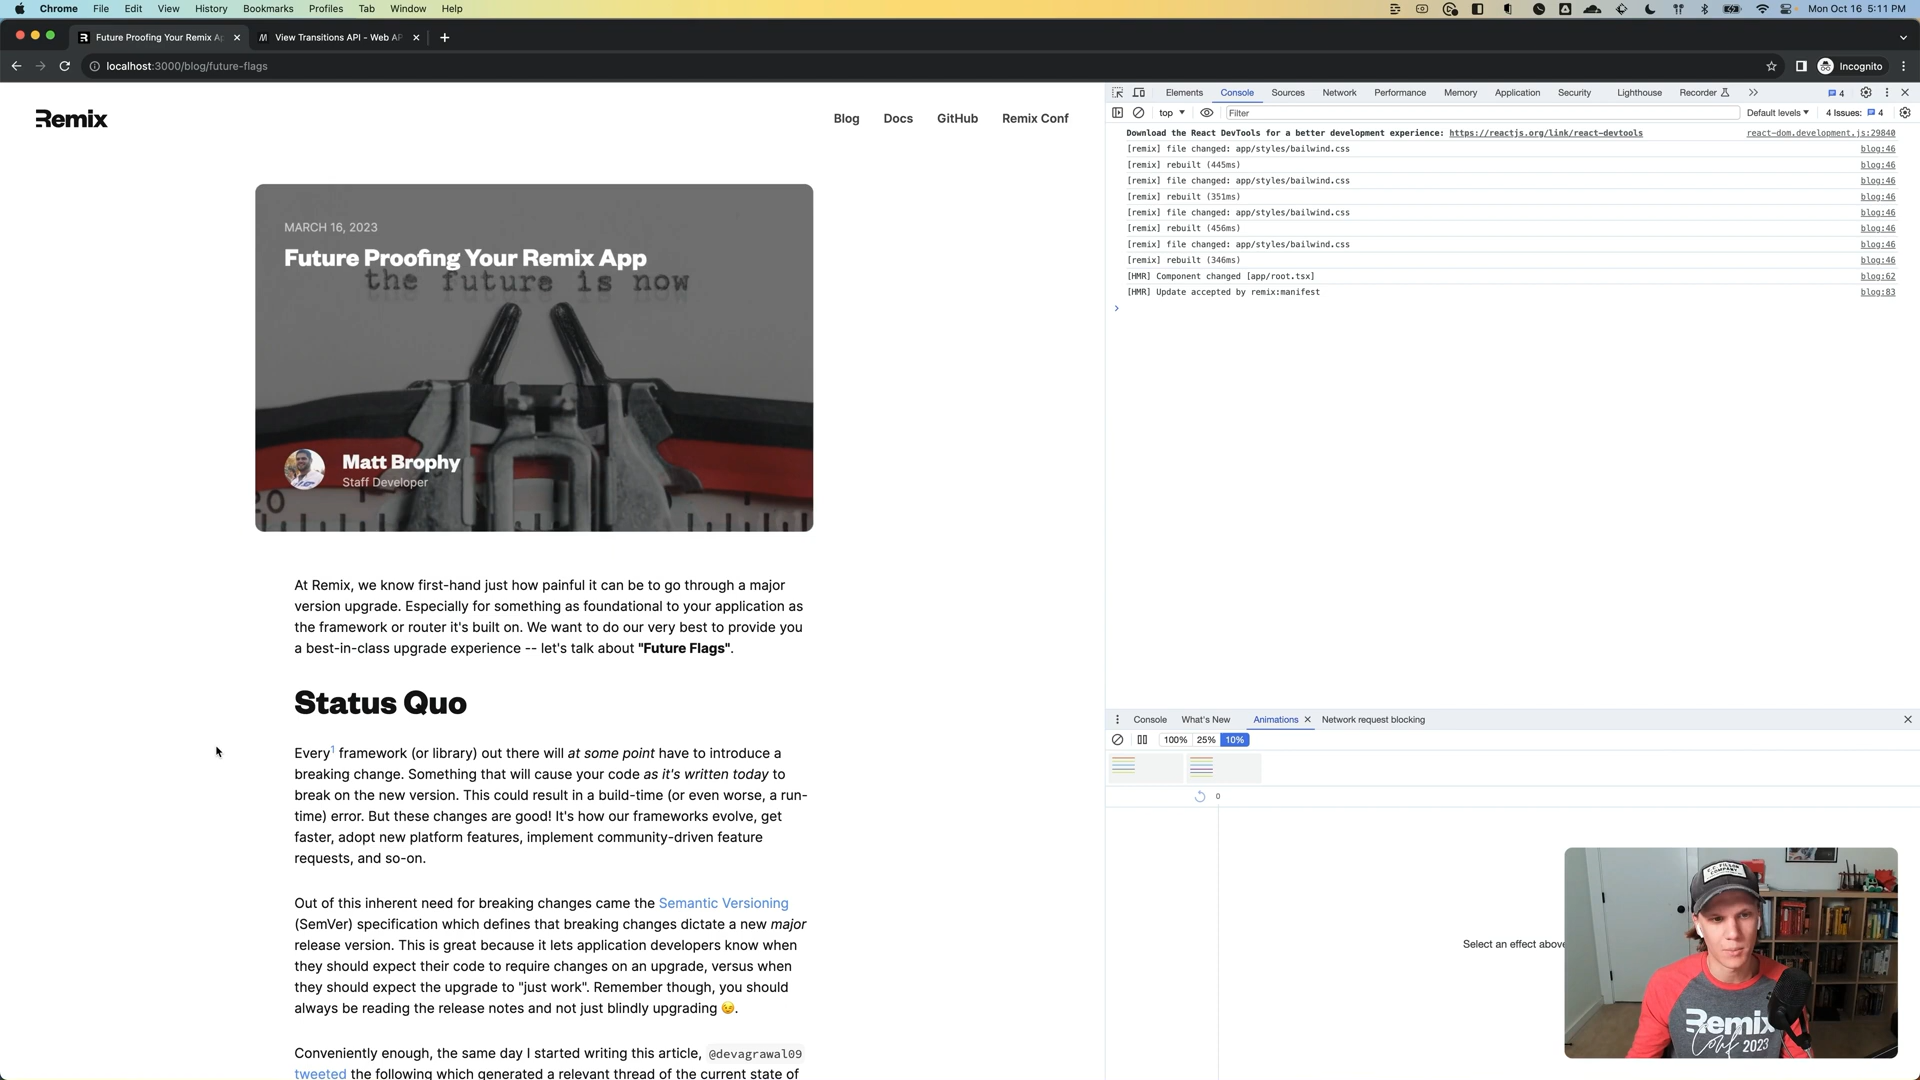 Chrome File Edit View History Bookmarks Profiles Tab Window Help
Mon Oct 16 5:11 PM
Future Proofing Your Remix A
View Transitions API - Web AP
localhost:3000/blog/future-flags
Incognito
Remix
Blog Docs GitHub Remix Conf
MARCH 16, 2023
Future Proofing Your Remix App
the future is now
Matt Brophy
Staff Developer
20
At Remix, we know first-hand just how painful it can be to go through a major
version upgrade. Especially for something as foundational to your application as
the framework or router it's built on. We want to do our very best to provide you
a best-in-class upgrade experience -- let's talk about "Future Flags".
Status Quo
Every1 framework (or library) out there will at some point have to introduce a
breaking change. Something that will cause your code as it's written today to
break on the new version. This could result in a build-time (or even worse, a run-
time) error. But these changes are good! It's how our frameworks evolve, get
faster, adopt new platform features, implement community-driven feature
requests, and so-on.
Out of this inherent need for breaking changes came the Semantic Versioning
(SemVer) specification which defines that breaking changes dictate a new major
release version. This is great because it lets application developers know when
they should expect their code to require changes on an upgrade, versus when
they should expect the upgrade to "just work". Remember though, you should
always be reading the release notes and not just blindly upgrading 😉.
Conveniently enough, the same day I started writing this article, @devagrawal09
tweeted the following which generated a relevant thread of the current state of
Elements Console Sources Network Performance Memory Application Security Lighthouse Recorder 4
top Filter Default levels 4 Issues: 4
Download the React DevTools for a better development experience: https://reactjs.org/link/react-devtools react-dom.development.js:29840
[remix] file changed: app/styles/bailwind.css blog:46
[remix] rebuilt (445ms) blog:46
[remix] file changed: app/styles/bailwind.css blog:46
[remix] rebuilt (351ms) blog:46
[remix] file changed: app/styles/bailwind.css blog:46
[remix] rebuilt (456ms) blog:46
[remix] file changed: app/styles/bailwind.css blog:46
[remix] rebuilt (346ms) blog:46
[HMR] Component changed [app/root.tsx] blog:62
[HMR] Update accepted by remix:manifest blog:83
Console What's New Animations Network request blocking
100% 25% 10%
0
Select an effect above
Remix
Conf 2023